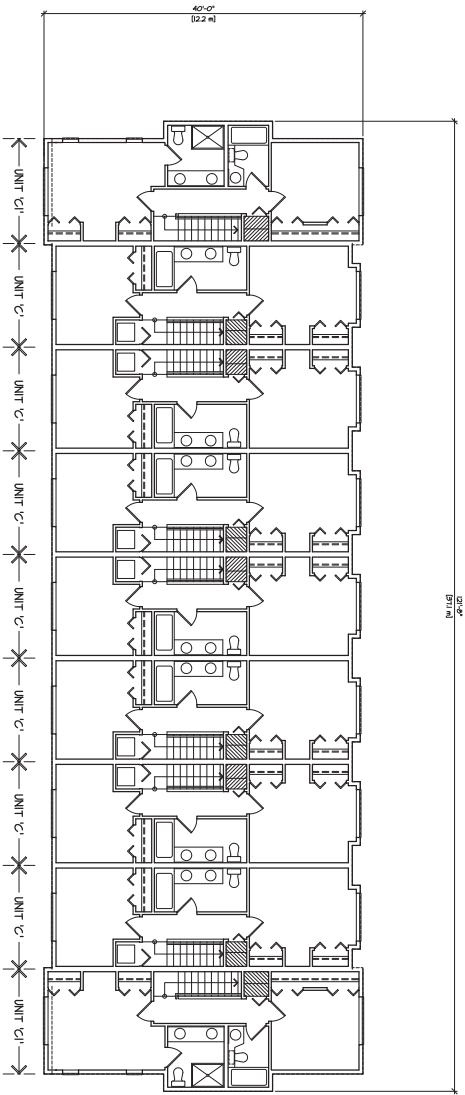 40'-0"
[12.2 m]
UNIT 'C1'
UNIT 'C'
UNIT 'C'
UNIT 'C'
UNIT 'C'
UNIT 'C'
UNIT 'C'
UNIT 'C'
UNIT 'C1'
121'-8"
[37.1 m]